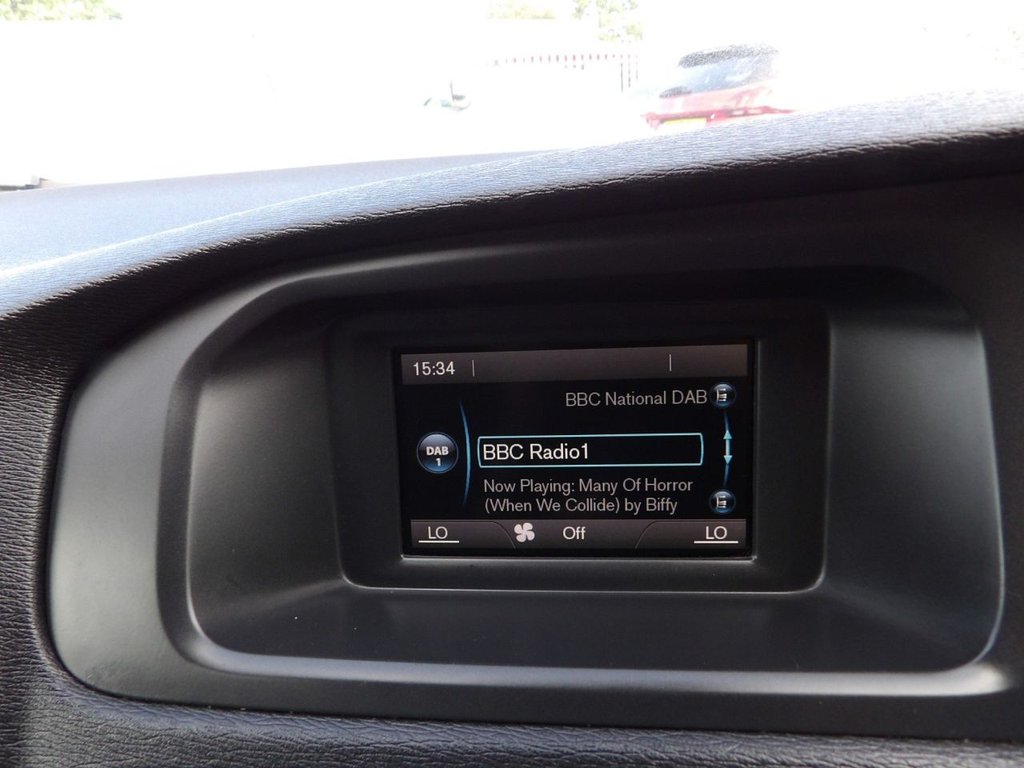 15:34
BBC National DAB
DAB
1
BBC Radio1
Now Playing: Many Of Horror
(When We Collide) by Biffy
LO Off LO